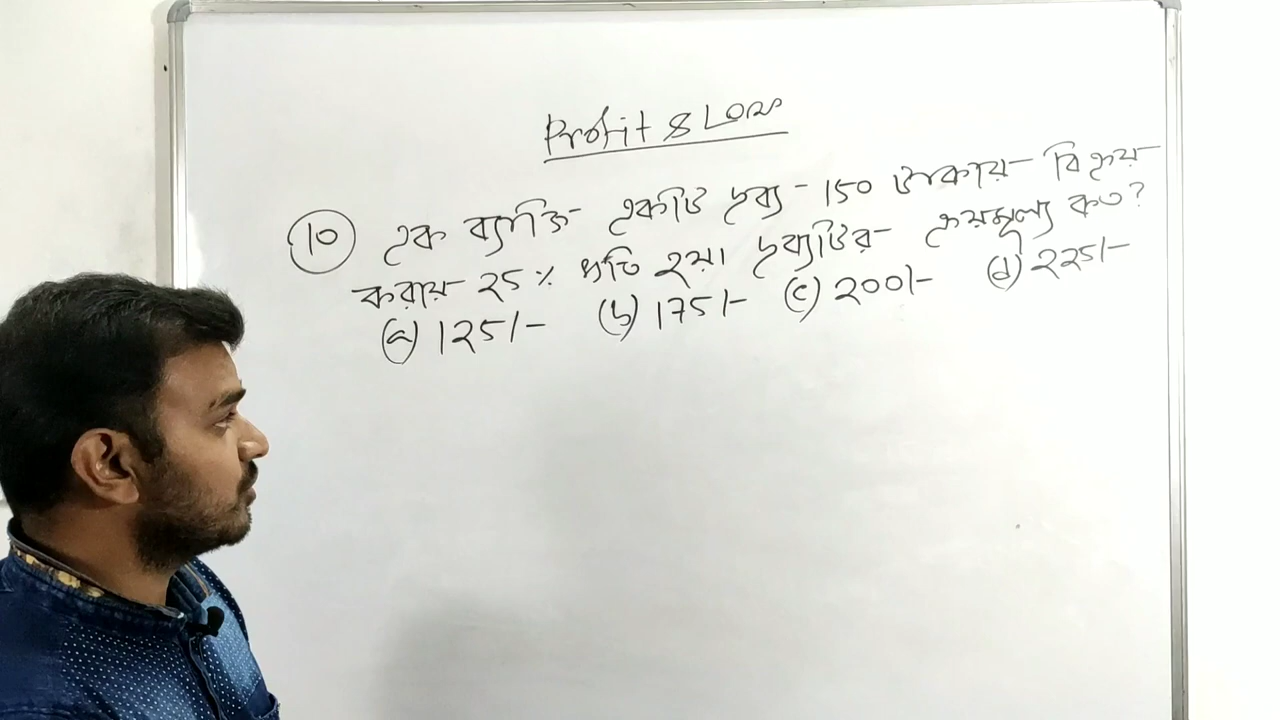 Profit & Loss
10 এক ব্যাক্তি একটি দ্রব্য 150 টাকায় বিক্রয়
করায় 25% ক্ষতি হয়। দ্রব্যটির ক্রয়মূল্য কত?
(a) 125/- (b) 175/- (c) 200/- (d) 225/-